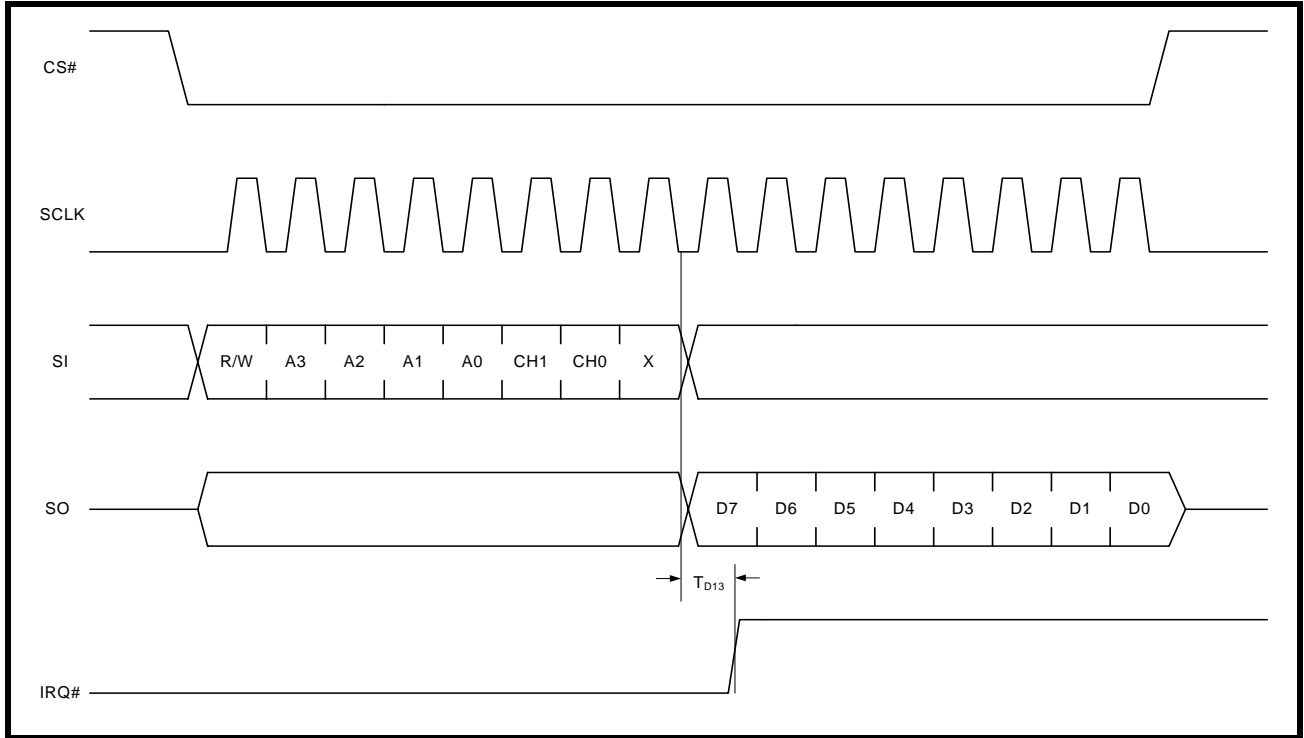 CS#
SCLK
SI
R/W A3 A2 A1 A0 CH1 CH0 X
SO
D7 D6 D5 D4 D3 D2 D1 D0
TD13
IRQ#